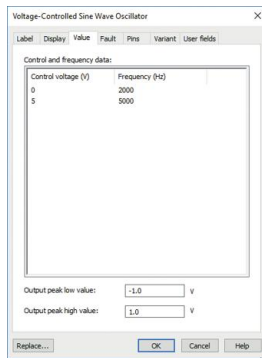 Voltage-Controlled Sine Wave Oscillator
Label Display Value Fault Pins Variant User fields
Control and frequency data:
Control voltage (V) Frequency (Hz)
0 2000
5 5000
Output peak low value: -1.0 V
Output peak high value: 1.0 V
Replace... OK Cancel Help